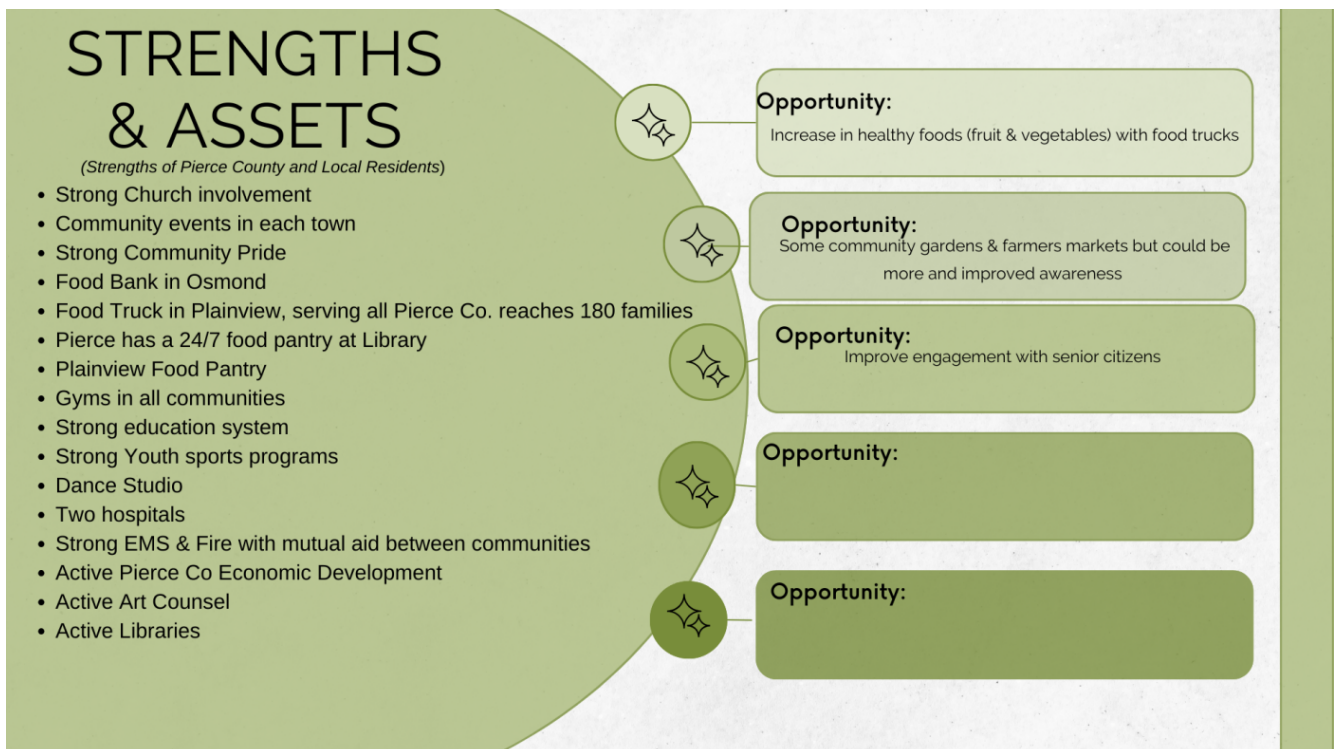 STRENGTHS
& ASSETS
(Strengths of Pierce County and Local Residents)
• Strong Church involvement
• Community events in each town
• Strong Community Pride
• Food Bank in Osmond
• Food Truck in Plainview, serving all Pierce Co. reaches 180 families
• Pierce has a 24/7 food pantry at Library
• Plainview Food Pantry
• Gyms in all communities
• Strong education system
• Strong Youth sports programs
• Dance Studio
• Two hospitals
• Strong EMS & Fire with mutual aid between communities
• Active Pierce Co Economic Development
• Active Art Counsel
• Active Libraries
Opportunity:
Increase in healthy foods (fruit & vegetables) with food trucks
Opportunity:
Some community gardens & farmers markets but could be
more and improved awareness
Opportunity:
Improve engagement with senior citizens
Opportunity:
Opportunity: